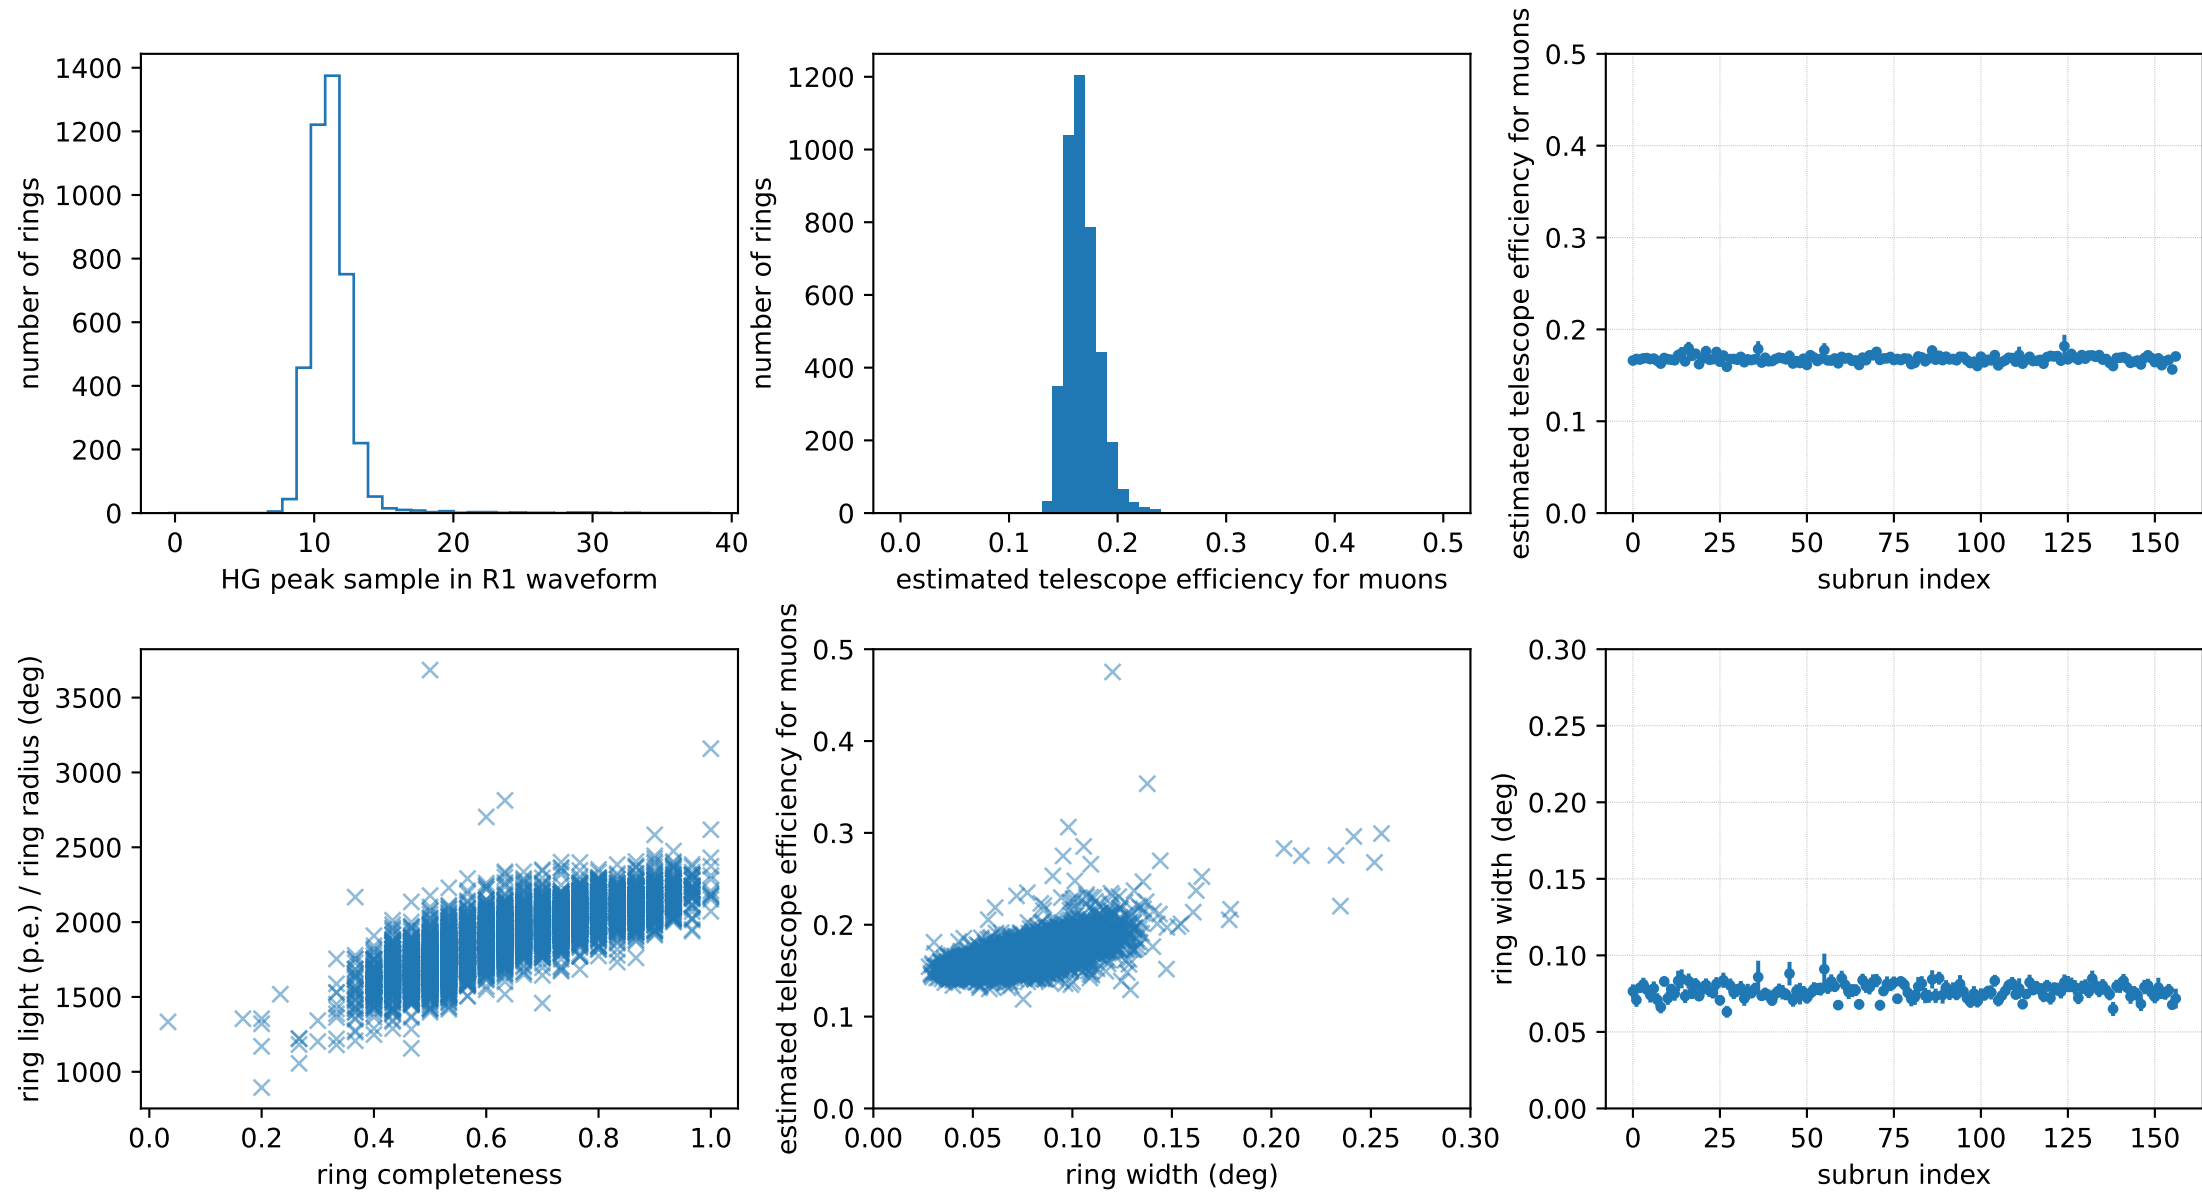 1400
1200
1000
800
600
400
200
0
number of rings
0 10 20 30 40
HG peak sample in R1 waveform
1200
1000
800
600
400
200
0
number of rings
0.0 0.1 0.2 0.3 0.4 0.5
estimated telescope efficiency for muons
0.5
0.4
0.3
0.2
0.1
0.0
estimated telescope efficiency for muons
0 25 50 75 100 125 150
subrun index
3500
3000
2500
2000
1500
1000
ring light (p.e.) / ring radius (deg)
0.0 0.2 0.4 0.6 0.8 1.0
ring completeness
0.5
0.4
0.3
0.2
0.1
0.0
estimated telescope efficiency for muons
0.00 0.05 0.10 0.15 0.20 0.25 0.30
ring width (deg)
0.30
0.25
0.20
0.15
0.10
0.05
0.00
ring width (deg)
0 25 50 75 100 125 150
subrun index